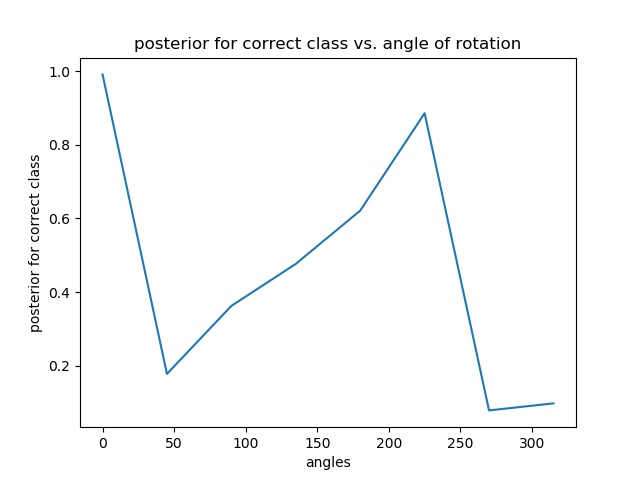 posterior for correct class vs. angle of rotation
1.0
0.8
0.6
0.4
0.2
posterior for correct class
0 50 100 150 200 250 300
angles